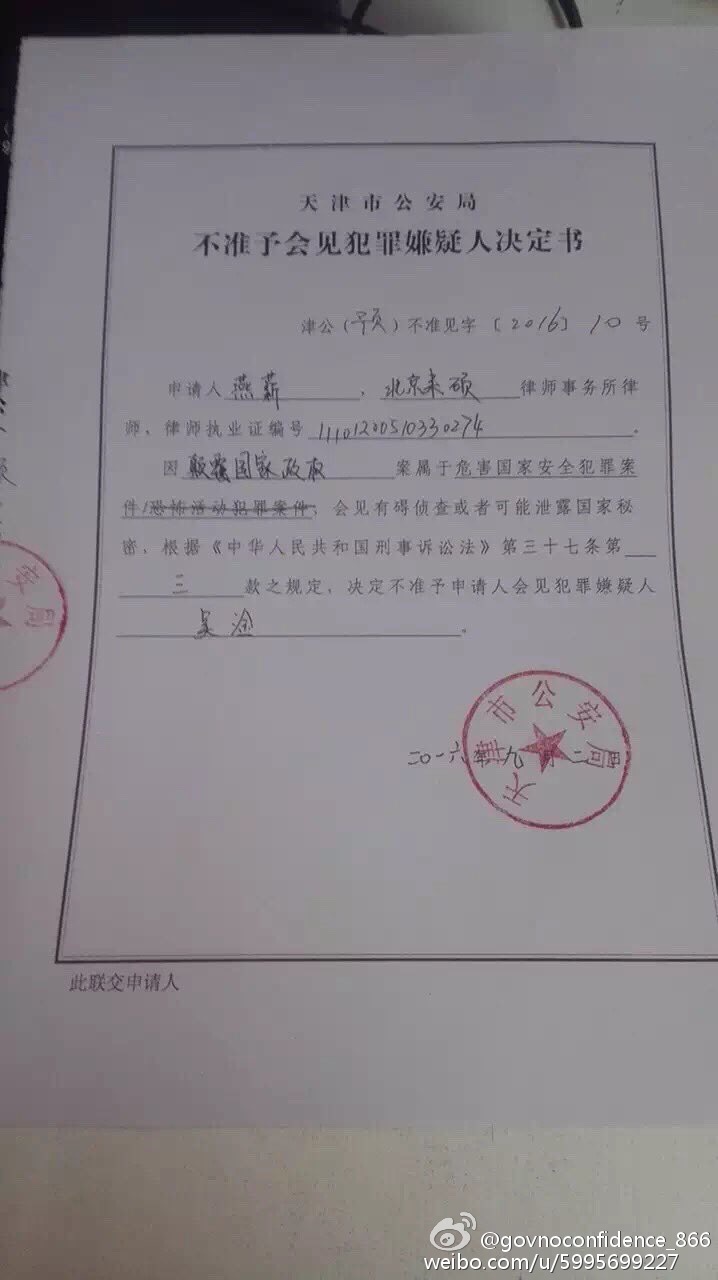 天津市公安局
不准予会见犯罪嫌疑人决定书
津公（预）不准见字〔2016〕10号
申请人燕薪，北京来硕律师事务所律
师，律师执业证编号11101200510330274。
因颠覆国家政权案属于危害国家安全犯罪案
件/恐怖活动犯罪案件，会见有碍侦查或者可能泄露国家秘
密，根据《中华人民共和国刑事诉讼法》第三十七条第
三款之规定，决定不准予申请人会见犯罪嫌疑人
吴淦。
天津市公安局
二〇一六年九月二
此联交申请人
安局
@govnoconfidence_866
weibo.com/u/5995699227